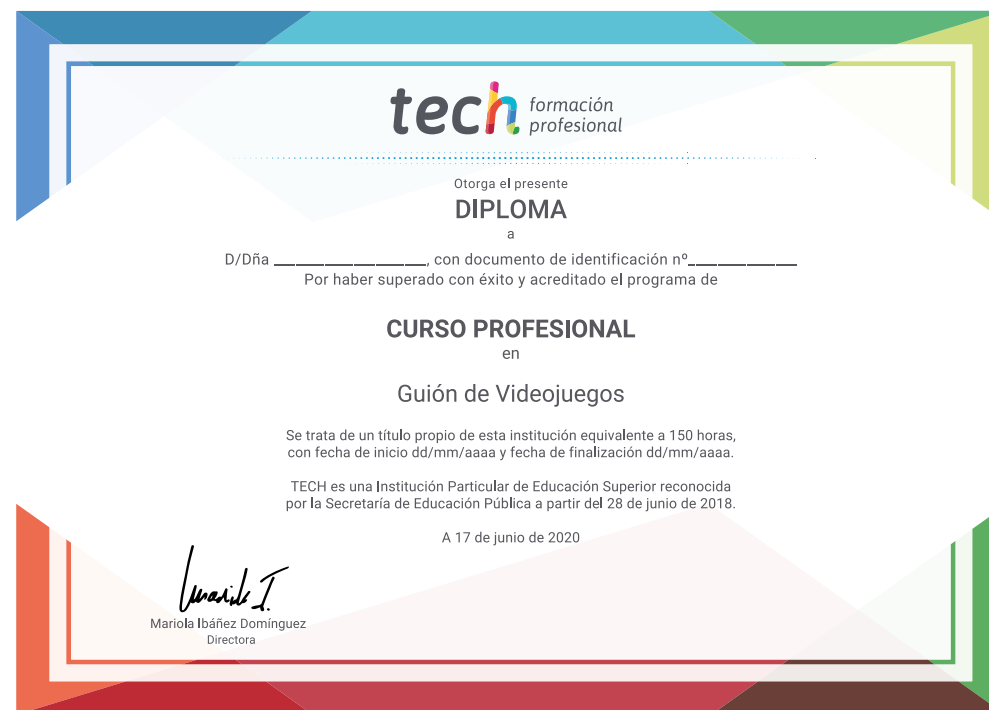 tech formación
profesional
Otorga el presente
DIPLOMA
a
D/Dña _______________, con documento de identificación nº___________
Por haber superado con éxito y acreditado el programa de
CURSO PROFESIONAL
en
Guión de Videojuegos
Se trata de un título propio de esta institución equivalente a 150 horas,
con fecha de inicio dd/mm/aaaa y fecha de finalización dd/mm/aaaa.
TECH es una Institución Particular de Educación Superior reconocida
por la Secretaría de Educación Pública a partir del 28 de junio de 2018.
A 17 de junio de 2020
Mariola Ibáñez Domínguez
Directora